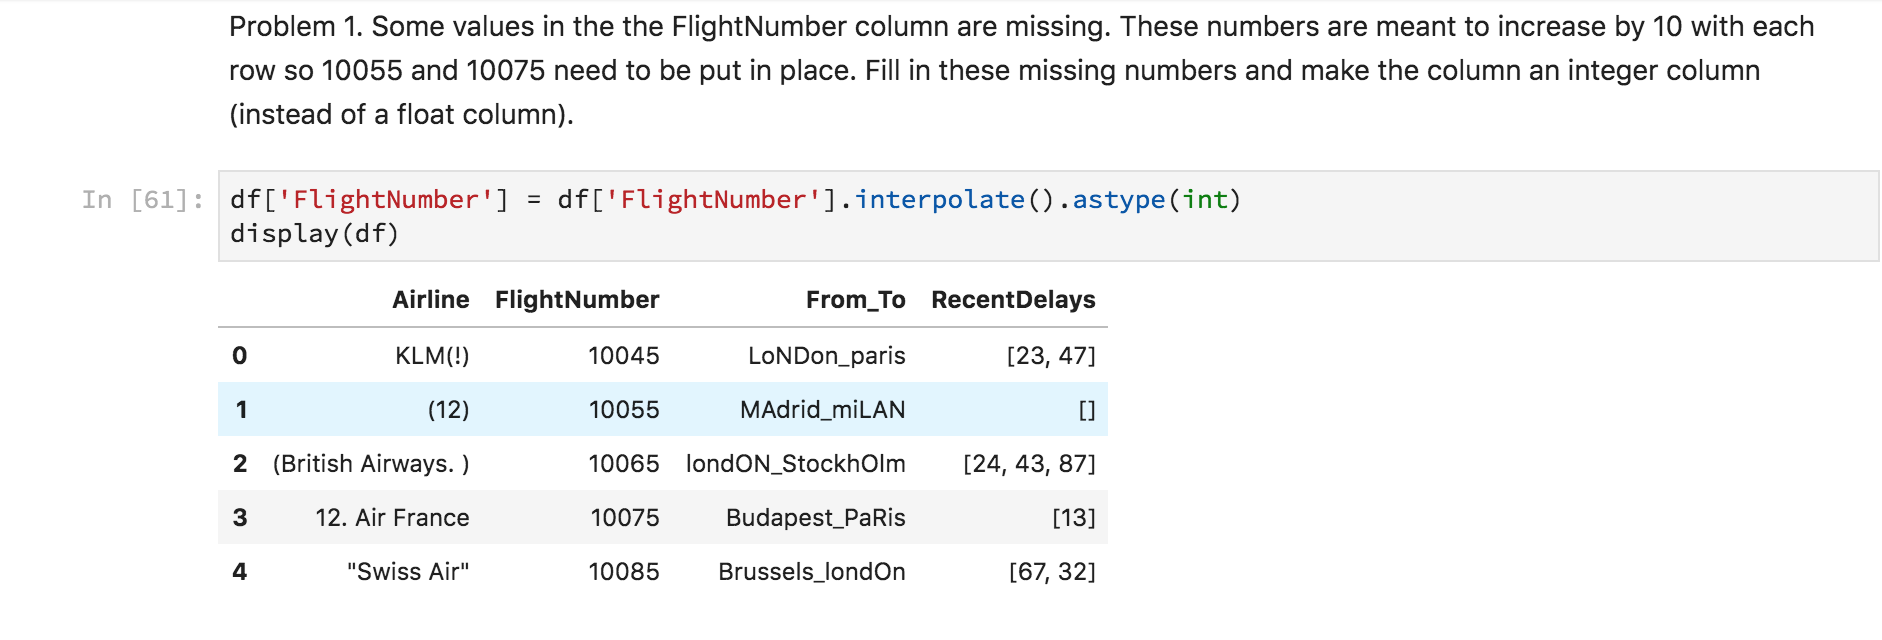 Problem 1. Some values in the the FlightNumber column are missing. These numbers are meant to increase by 10 with each
row so 10055 and 10075 need to be put in place. Fill in these missing numbers and make the column an integer column
(instead of a float column).
In [61]: df['FlightNumber'] = df['FlightNumber'].interpolate().astype(int)
display(df)
Airline FlightNumber From_To RecentDelays
0 KLM(!) 10045 LoNDon_paris [23, 47]
1 (12) 10055 MAdrid_miLAN []
2 (British Airways. ) 10065 londON_StockhOlm [24, 43, 87]
3 12. Air France 10075 Budapest_PaRis [13]
4 "Swiss Air" 10085 Brussels_londOn [67, 32]